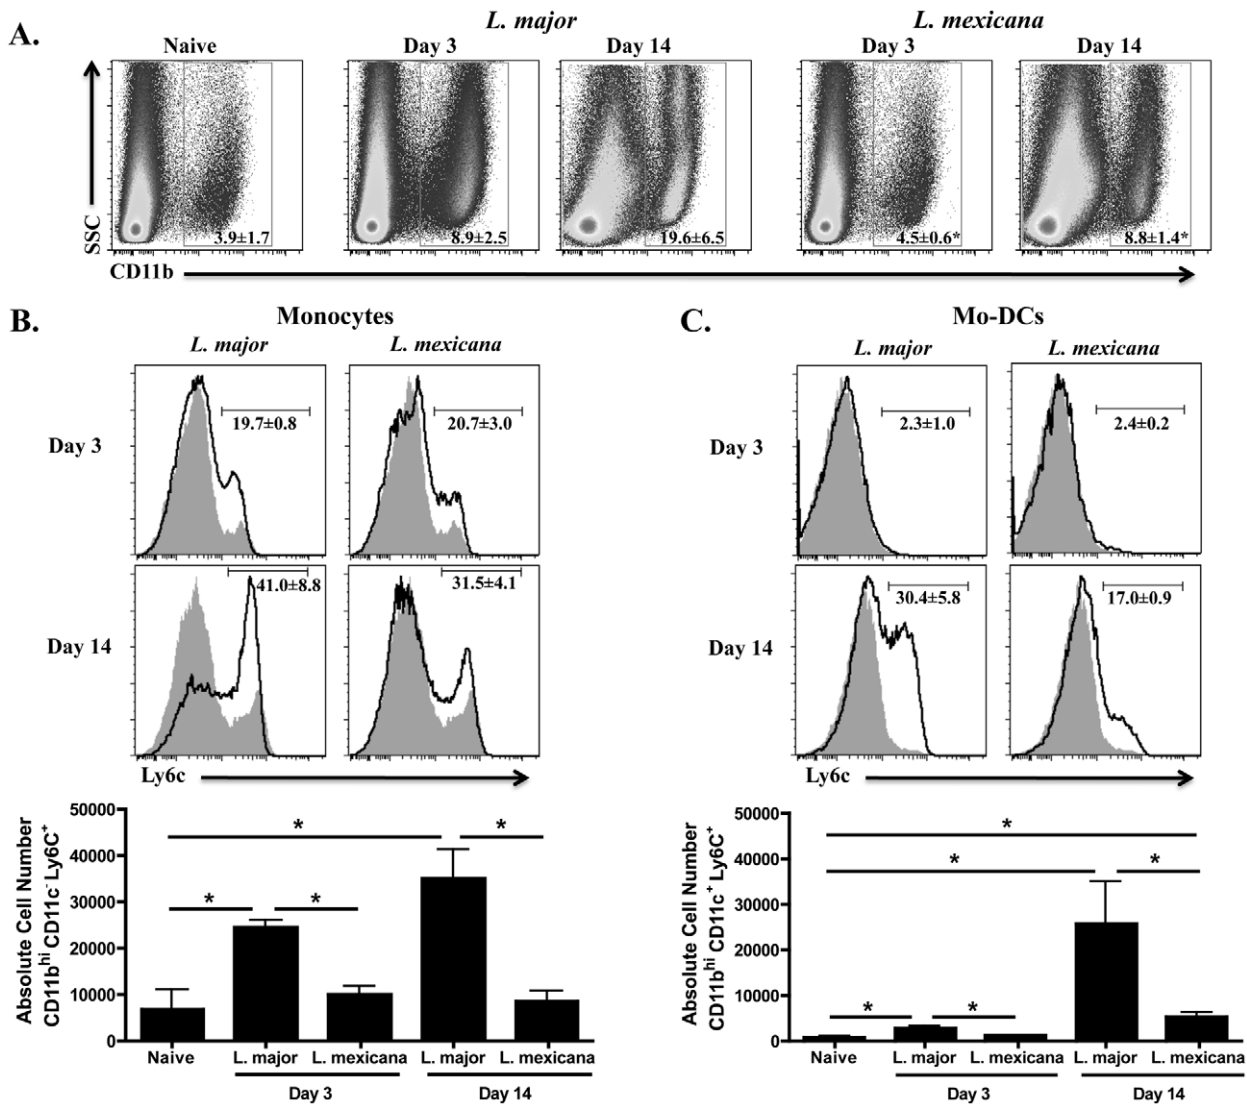 A.
L. major
L. mexicana
Naive
Day 3
Day 14
Day 3
Day 14
SSC
3.9±1.7
8.9±2.5
19.6±6.5
4.5±0.6*
8.8±1.4*
CD11b
B.
Monocytes
L. major
L. mexicana
Day 3
19.7±0.8
20.7±3.0
Day 14
41.0±8.8
31.5±4.1
Ly6c
Absolute Cell Number
CD11bhi CD11c- Ly6C+
50000
40000
30000
20000
10000
0
*
*
*
*
Naive
L. major
L. mexicana
L. major
L. mexicana
Day 3
Day 14
C.
Mo-DCs
L. major
L. mexicana
Day 3
2.3±1.0
2.4±0.2
Day 14
30.4±5.8
17.0±0.9
Ly6c
Absolute Cell Number
CD11bhi CD11c+ Ly6C+
50000
40000
30000
20000
10000
0
*
*
*
*
*
Naive
L. major
L. mexicana
L. major
L. mexicana
Day 3
Day 14